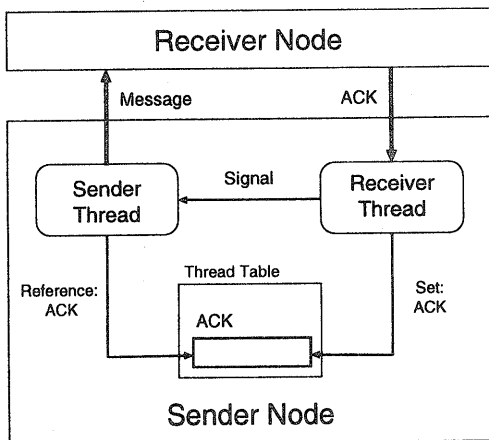 Receiver Node
Message
ACK
Sender
Thread
Signal
Receiver
Thread
Reference:
ACK
Thread Table
ACK
Set:
ACK
Sender Node